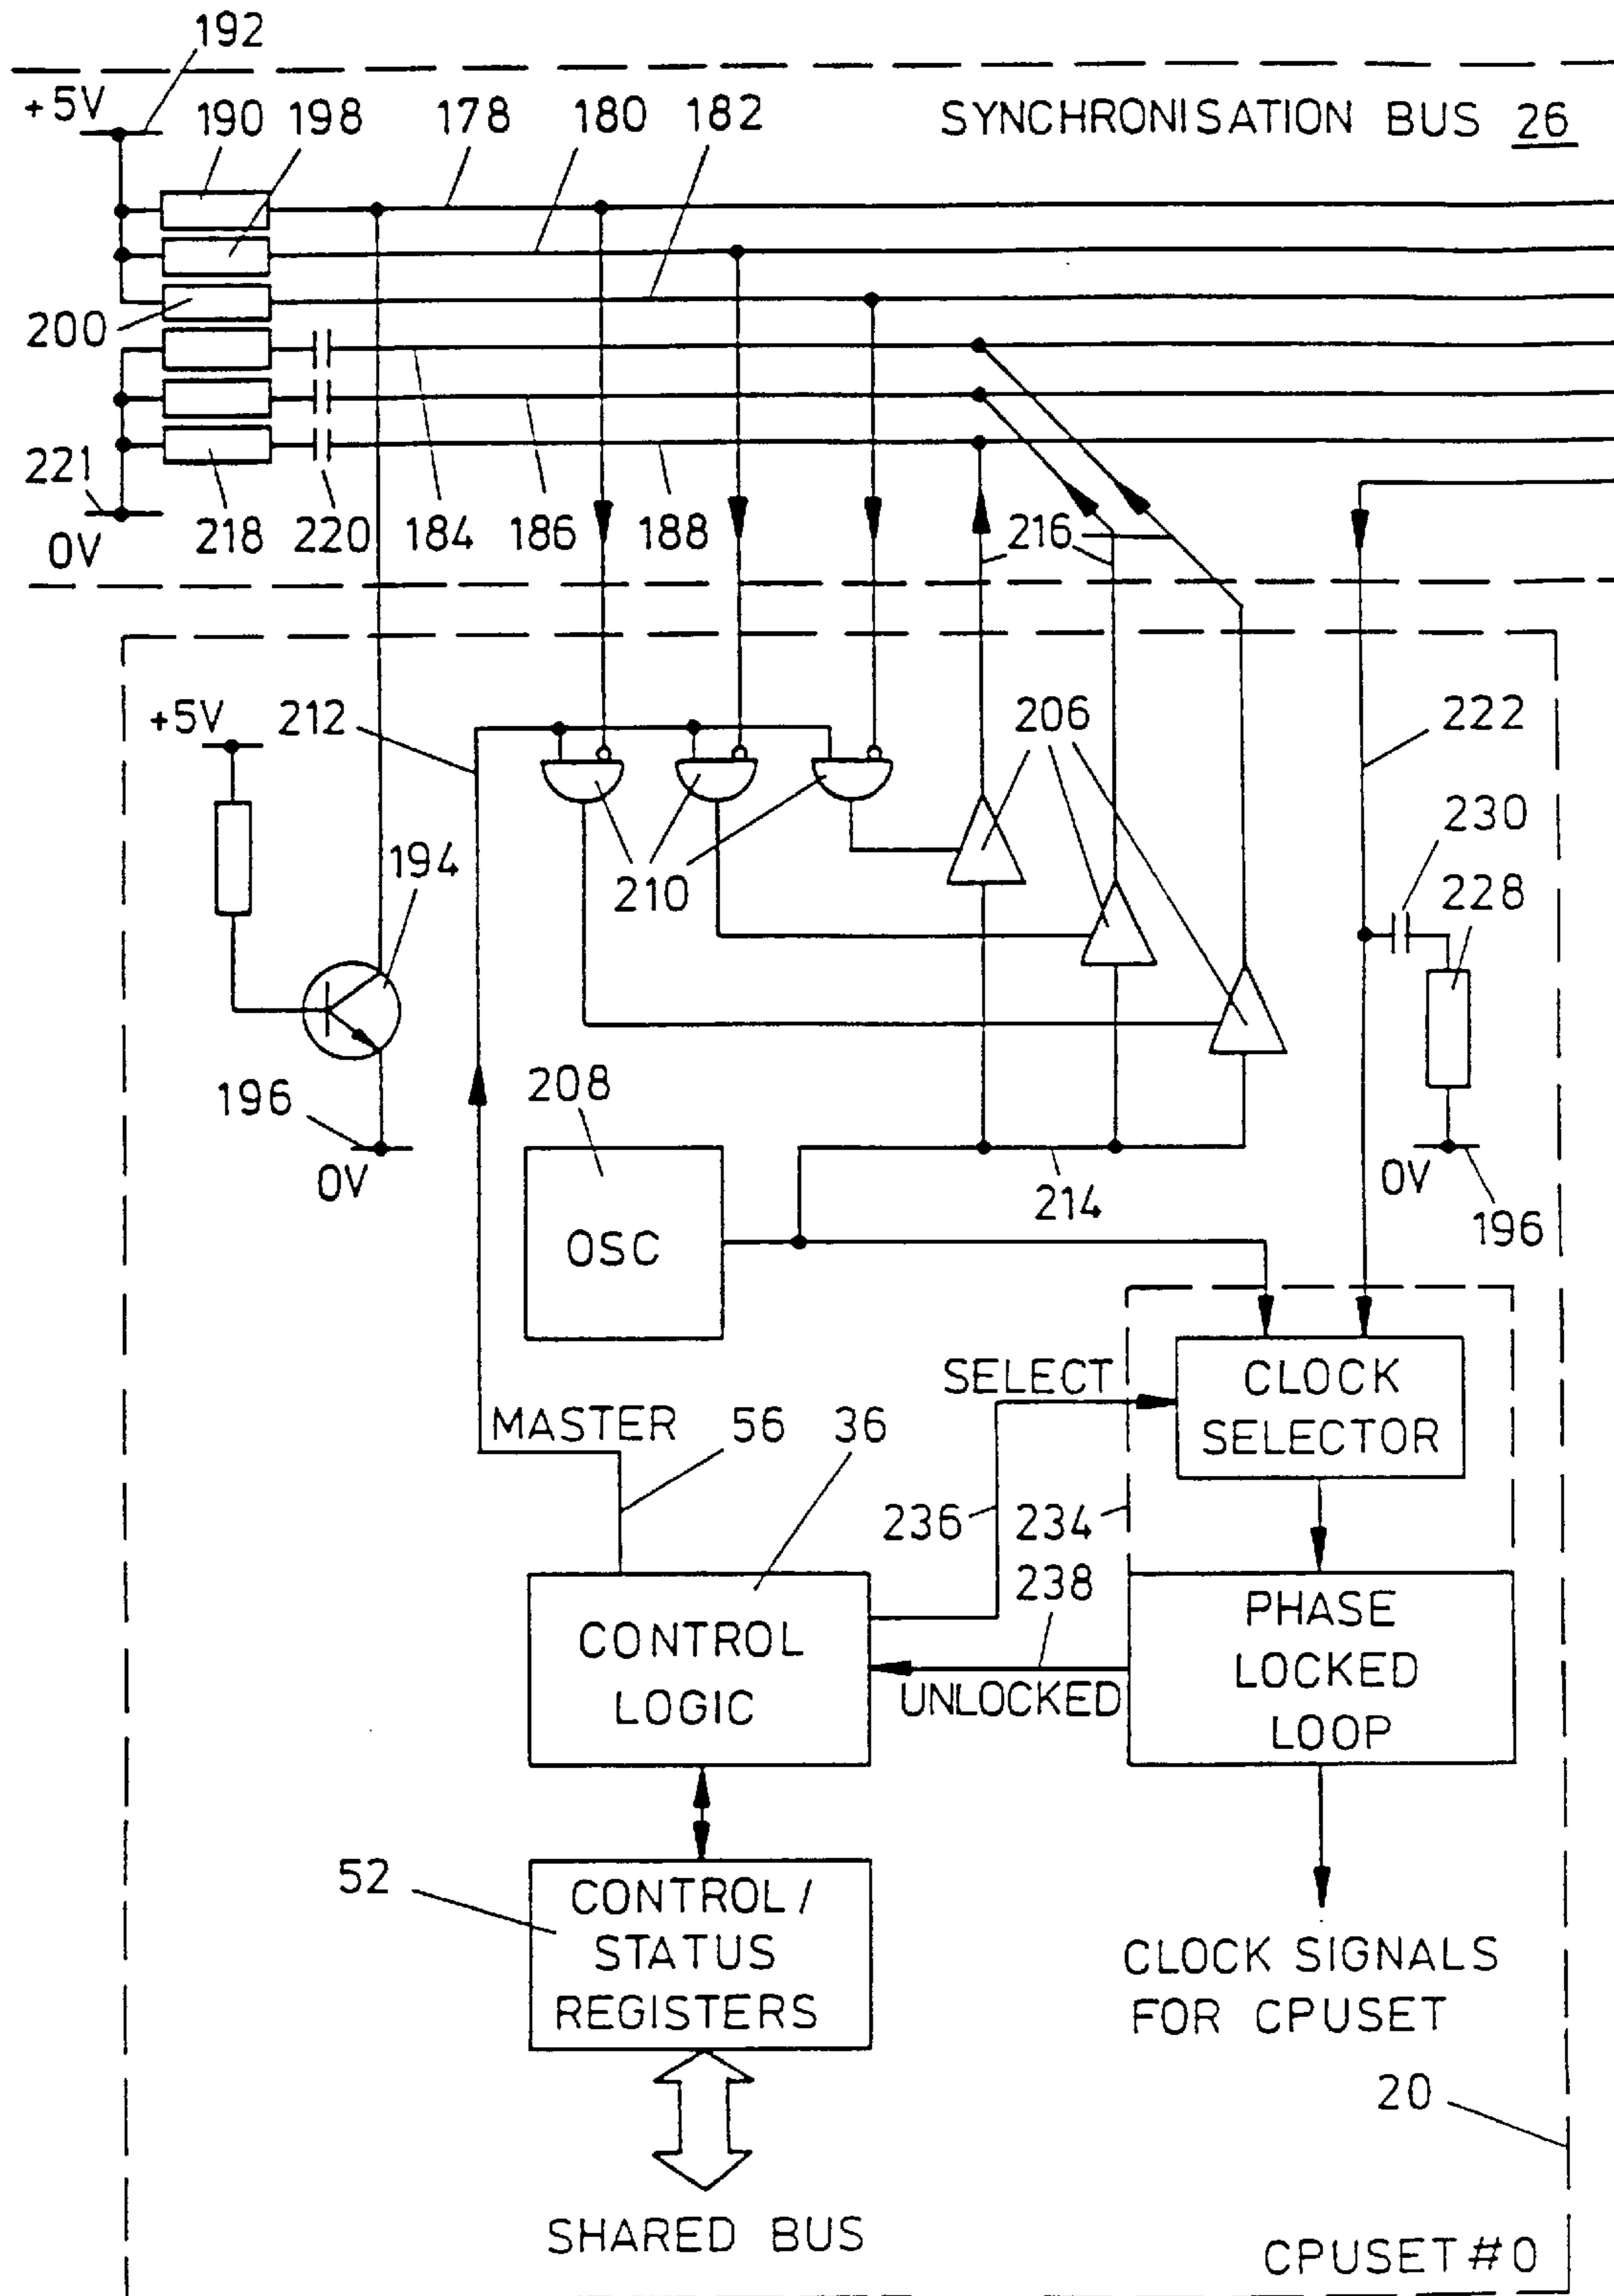 192
+5V 190 198 178 180 182 SYNCHRONISATION BUS 26
200
221
0V 218 220 184 186 188 216
+5V 212 206 222
194 210 230
228
208
196
0V 214 0V 196
OSC
SELECT CLOCK
SELECTOR
MASTER 56 36
236 234
238
CONTROL
LOGIC
UNLOCKED
PHASE
LOCKED
LOOP
52
CONTROL/
STATUS
REGISTERS
CLOCK SIGNALS
FOR CPUSET
20
SHARED BUS
CPUSET#0